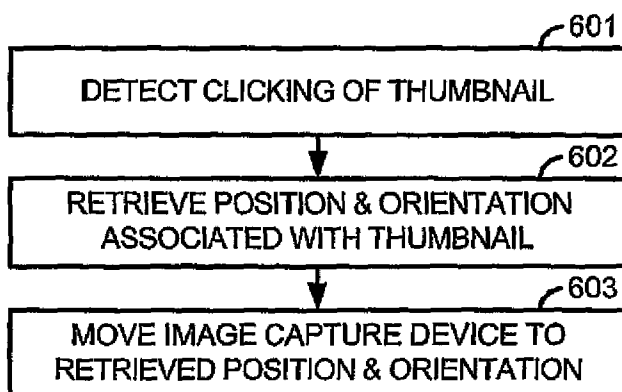 601
DETECT CLICKING OF THUMBNAIL
602
RETRIEVE POSITION & ORIENTATION
ASSOCIATED WITH THUMBNAIL
603
MOVE IMAGE CAPTURE DEVICE TO
RETRIEVED POSITION & ORIENTATION